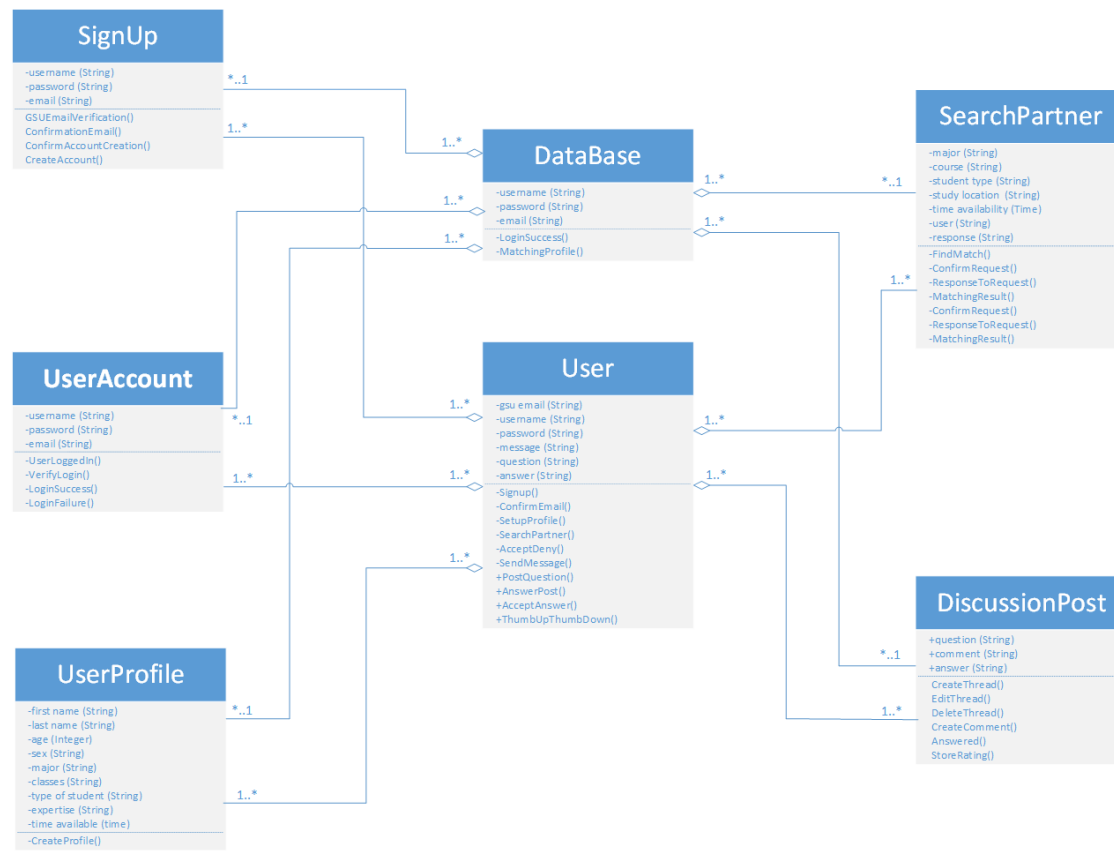 SignUp
-username (String)
-password (String)
-email (String)
GSUEmailVerification()
ConfirmationEmail()
ConfirmAccountCreation()
CreateAccount()
*..1
1..*
DataBase
-username (String)
-password (String)
-email (String)
-LoginSuccess()
-MatchingProfile()
1..*
1..*
1..*
1..*
1..*
SearchPartner
-major (String)
-course (String)
-student type (String)
-study location (String)
-time availability (Time)
-user (String)
-response (String)
-FindMatch()
-ConfirmRequest()
-ResponseToRequest()
-MatchingResult()
-ConfirmRequest()
-ResponseToRequest()
-MatchingResult()
*..1
1..*
UserAccount
-username (String)
-password (String)
-email (String)
-UserLoggedIn()
-VerifyLogin()
-LoginSuccess()
-LoginFailure()
*..1
1..*
User
-gsu email (String)
-username (String)
-password (String)
-message (String)
-question (String)
-answer (String)
-Signup()
-ConfirmEmail()
-SetupProfile()
-SearchPartner()
-AcceptDeny()
-SendMessage()
+PostQuestion()
+AnswerPost()
+AcceptAnswer()
+ThumbUpThumbDown()
1..*
1..*
1..*
1..*
1..*
UserProfile
-first name (String)
-last name (String)
-age (Integer)
-sex (String)
-major (String)
-classes (String)
-type of student (String)
-expertise (String)
-time available (time)
-CreateProfile()
*..1
1..*
DiscussionPost
+question (String)
+comment (String)
+answer (String)
CreateThread()
EditThread()
DeleteThread()
CreateComment()
Answered()
StoreRating()
*..1
1..*